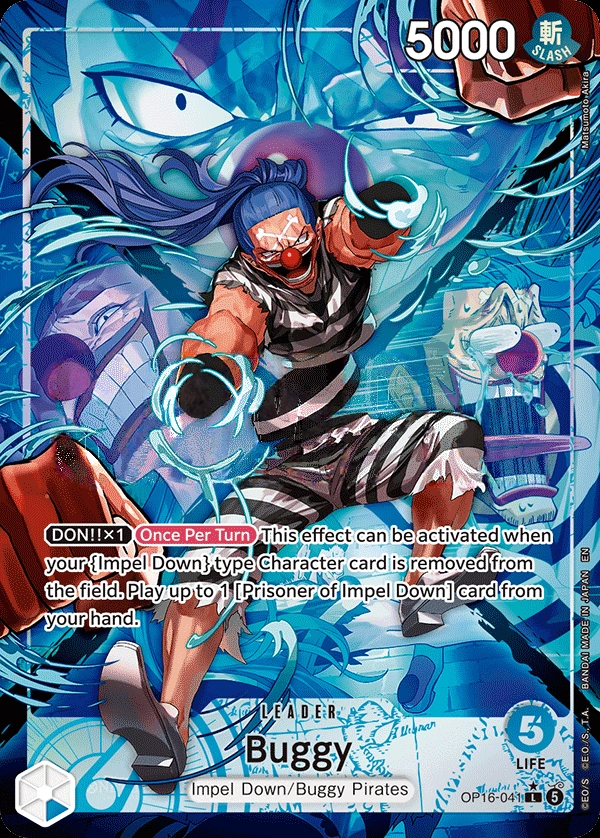 5000
斬
SLASH
Matsumoto Akira
DON!!×1 Once Per Turn This effect can be activated when
your {Impel Down} type Character card is removed from
the field. Play up to 1 [Prisoner of Impel Down] card from
your hand.
BANDAI MADE IN JAPAN EN
©E.O./S ©E.O./S., T.A.
LEADER
Buggy
5
LIFE
Impel Down/Buggy Pirates
OP16-041 L 5